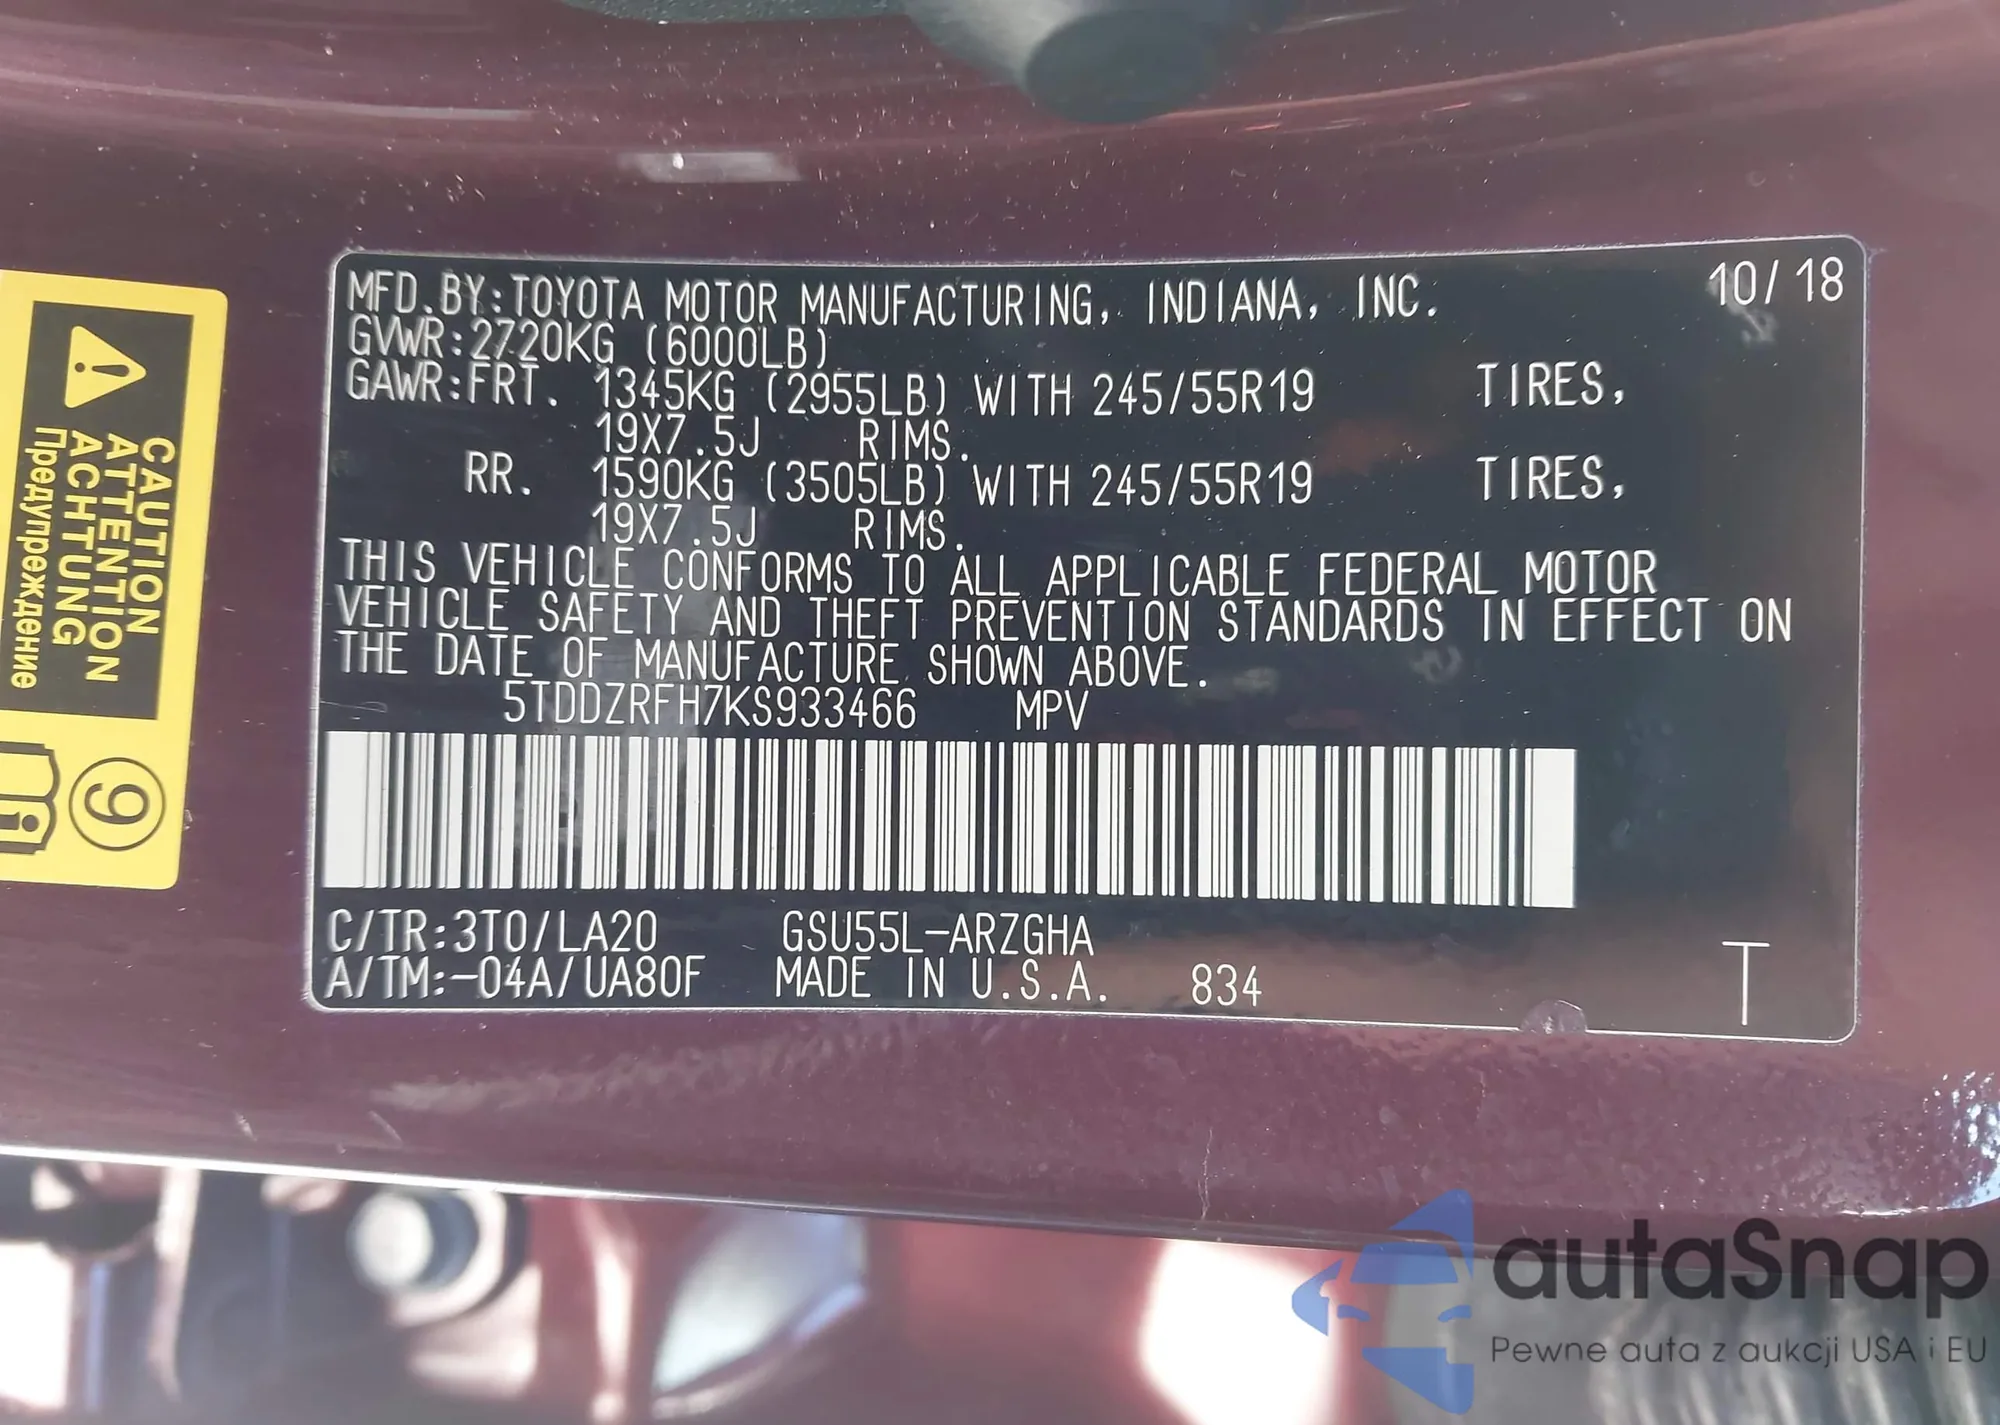 MFD.BY:TOYOTA MOTOR MANUFACTURING, INDIANA, INC. 10/18
GVWR:2720KG (6000LB)
GAWR:FRT. 1345KG (2955LB) WITH 245/55R19 TIRES,
19X7.5J RIMS.
RR. 1590KG (3505LB) WITH 245/55R19 TIRES,
19X7.5J RIMS.
THIS VEHICLE CONFORMS TO ALL APPLICABLE FEDERAL MOTOR
VEHICLE SAFETY AND THEFT PREVENTION STANDARDS IN EFFECT ON
THE DATE OF MANUFACTURE SHOWN ABOVE.
5TDDZRFH7KS933466 MPV
C/TR:3T0/LA20 GSU55L-ARZGHA
A/TM:-04A/UA80F MADE IN U.S.A. 834 T
CAUTION
ATTENTION
ACHTUNG
Предупреждение
9
i
autaSnap
Pewne auta z aukcji USA i EU